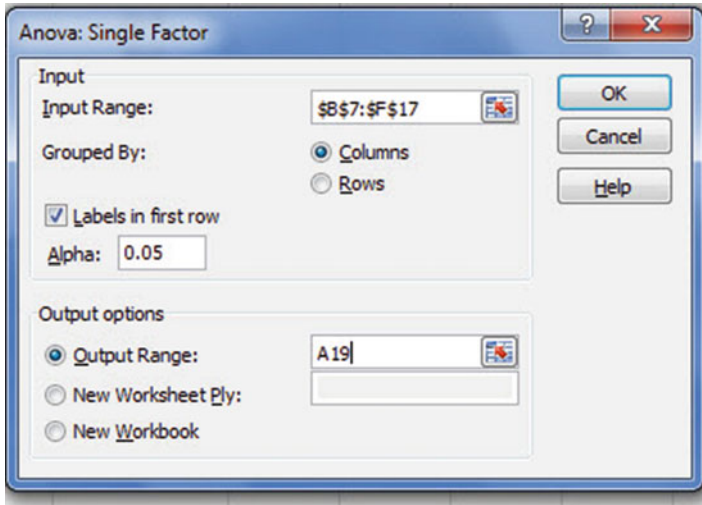 Anova: Single Factor
Input
Input Range: $B$7:$F$17
Grouped By: Columns
Rows
Labels in first row
Alpha: 0.05
OK
Cancel
Help
Output options
Output Range: A19
New Worksheet Ply:
New Workbook